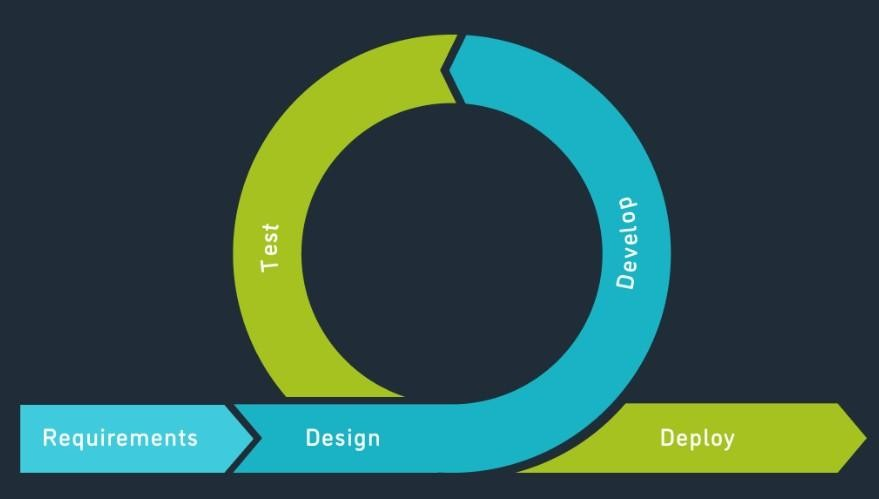 Test
Develop
Requirements
Design
Deploy